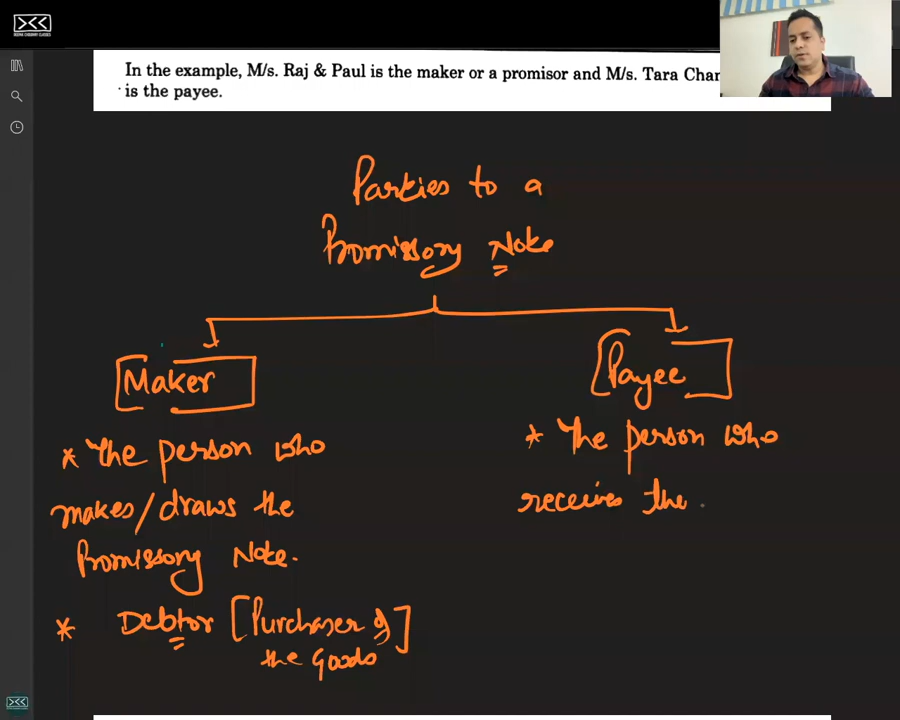 In the example, M/s. Raj & Paul is the maker or a promisor and M/s. Tara Char
is the payee.
Parties to a
Promissory Note
Maker
Payee
* The person who
makes/draws the
Promissory Note.
* Debtor [Purchaser of
the Goods]
* The person who
receives the